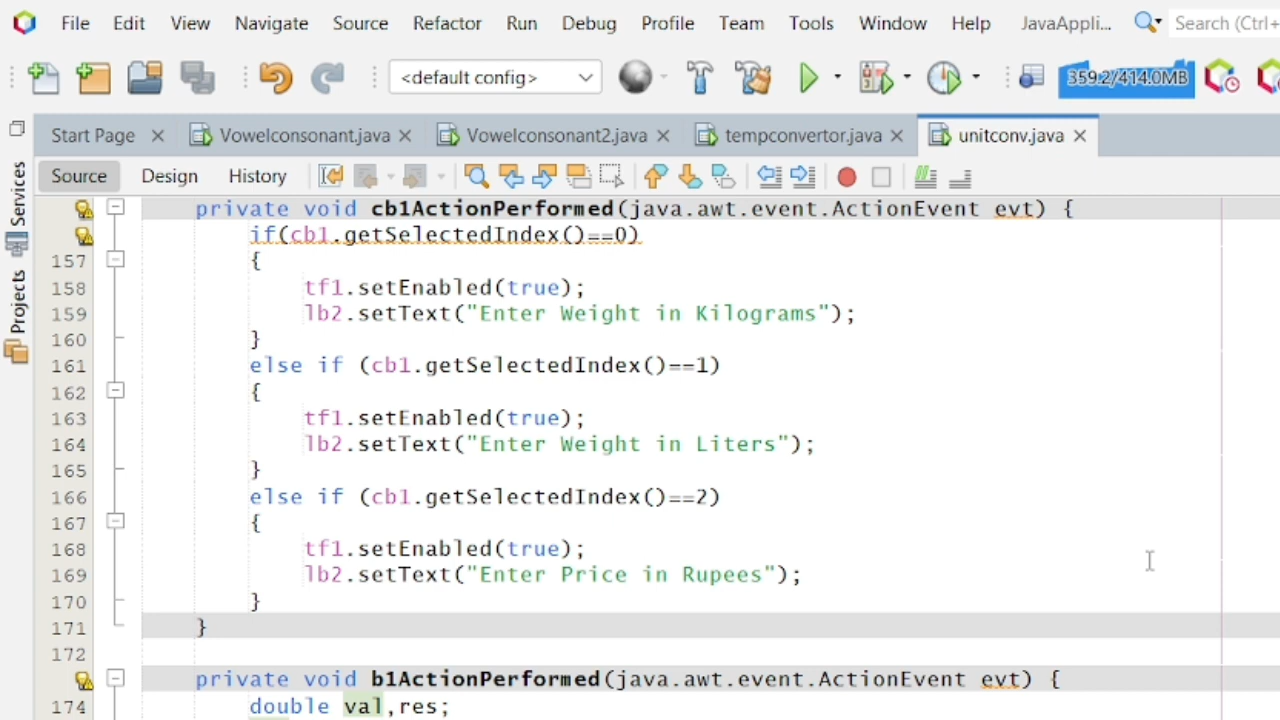 File Edit View Navigate Source Refactor Run Debug Profile Team Tools Window Help JavaAppli... Search (Ctrl+
<default config> 359.2/414.0MB
Start Page Vowelconsonant.java Vowelconsonant2.java tempconvertor.java unitconv.java
Source Design History
Services
Projects
private void cb1ActionPerformed(java.awt.event.ActionEvent evt) {
if(cb1.getSelectedIndex()==0)
157 {
158 tf1.setEnabled(true);
159 lb2.setText("Enter Weight in Kilograms");
160 }
161 else if (cb1.getSelectedIndex()==1)
162 {
163 tf1.setEnabled(true);
164 lb2.setText("Enter Weight in Liters");
165 }
166 else if (cb1.getSelectedIndex()==2)
167 {
168 tf1.setEnabled(true);
169 lb2.setText("Enter Price in Rupees");
170 }
171 }
172
private void b1ActionPerformed(java.awt.event.ActionEvent evt) {
174 double val,res;